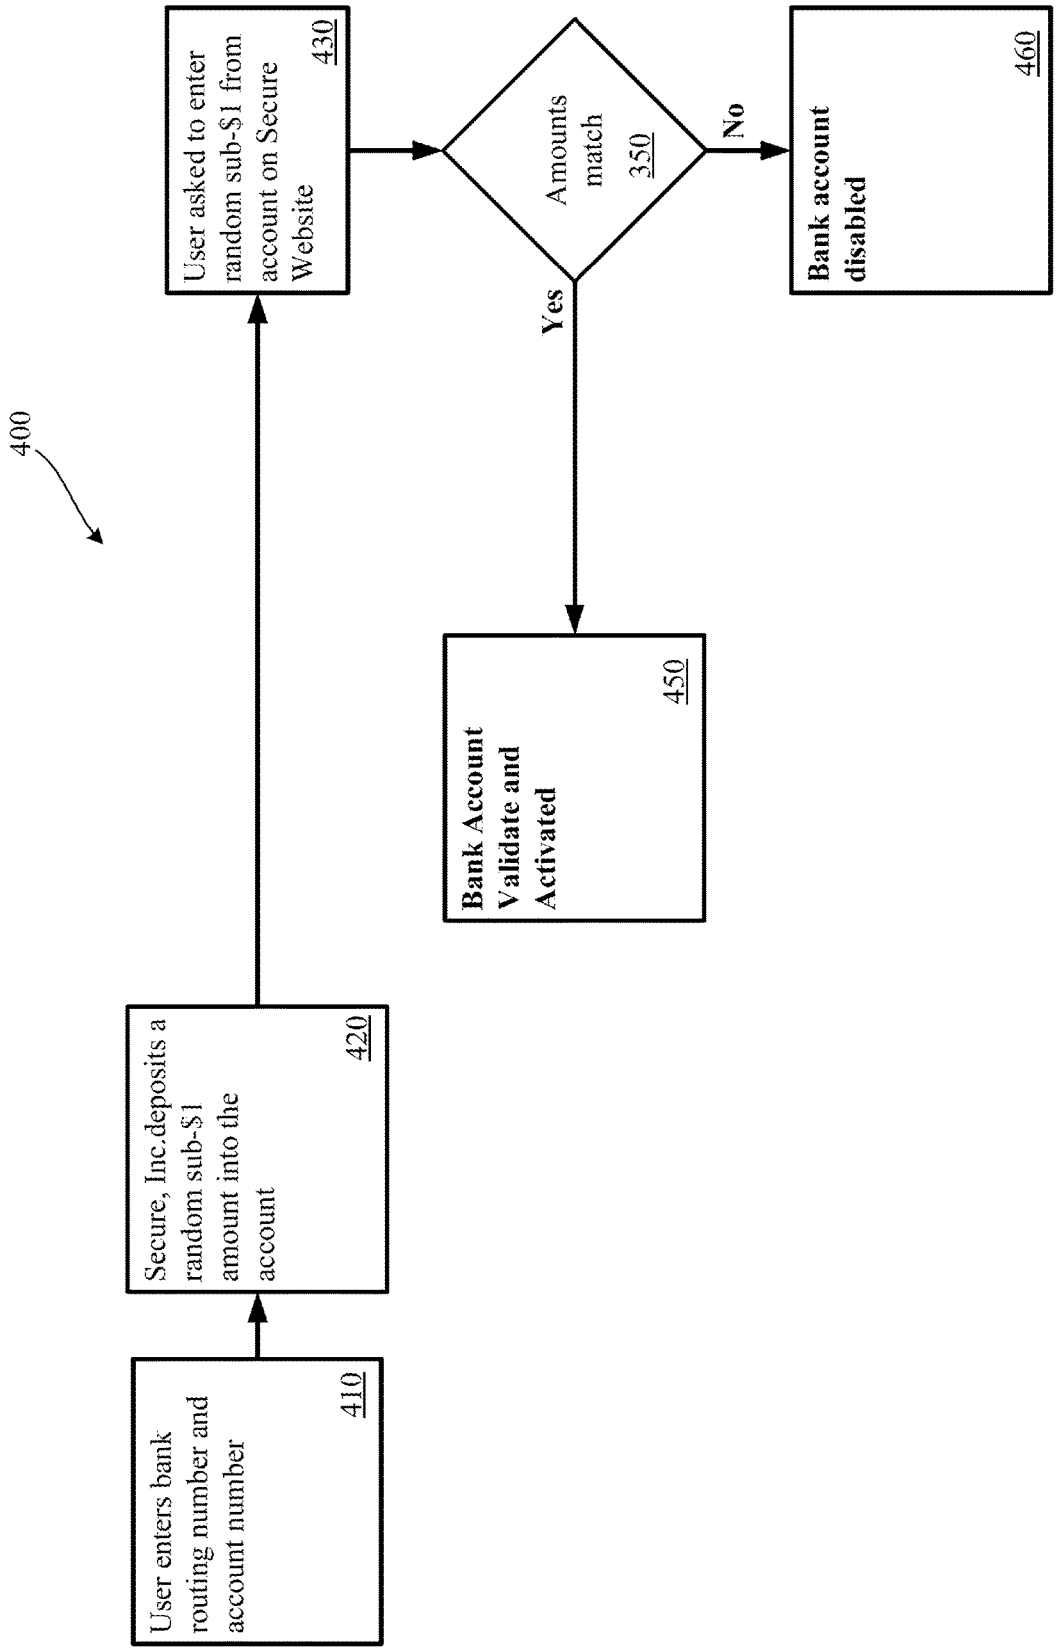 400
User enters bank
routing number and
account number
410
Secure, Inc.deposits a
random sub-$1
amount into the
account
420
User asked to enter
random sub-$1 from
account on Secure
Website
430
Amounts
match
350
Yes
No
Bank Account
Validate and
Activated
450
Bank account
disabled
460